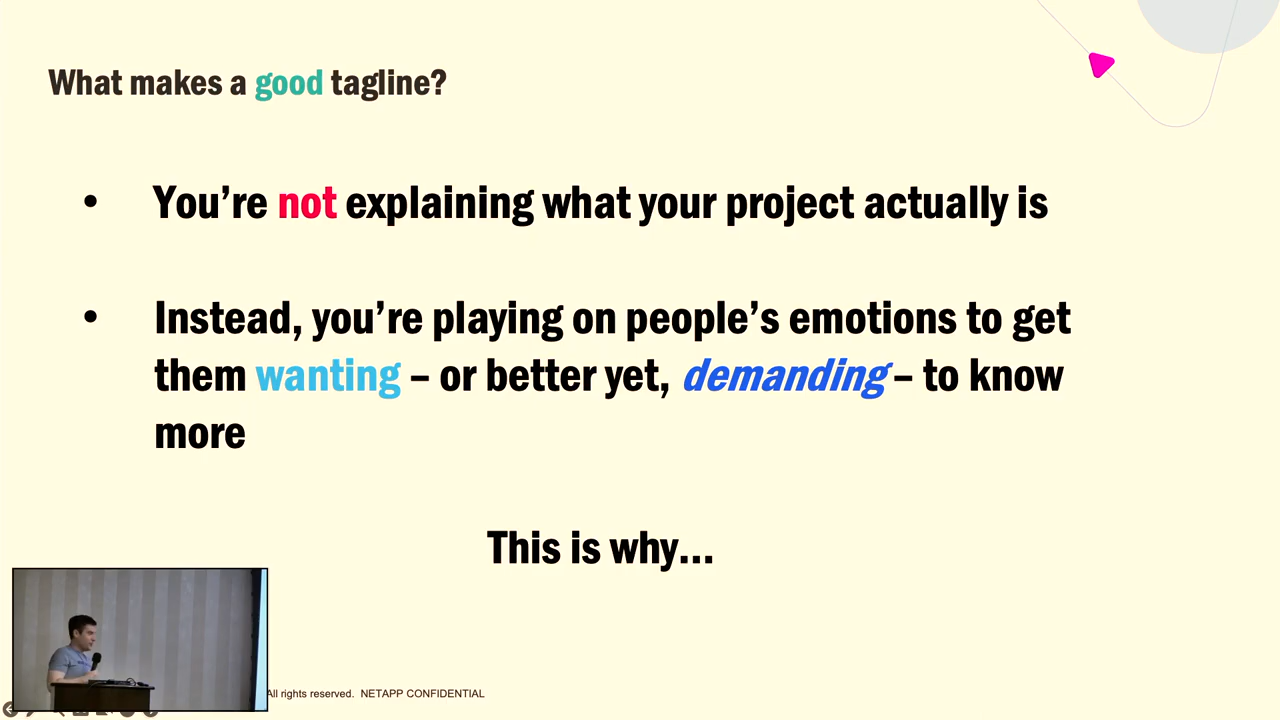 What makes a good tagline?
• You’re not explaining what your project actually is
• Instead, you’re playing on people’s emotions to get
them wanting – or better yet, demanding – to know
more
This is why...
All rights reserved. NETAPP CONFIDENTIAL